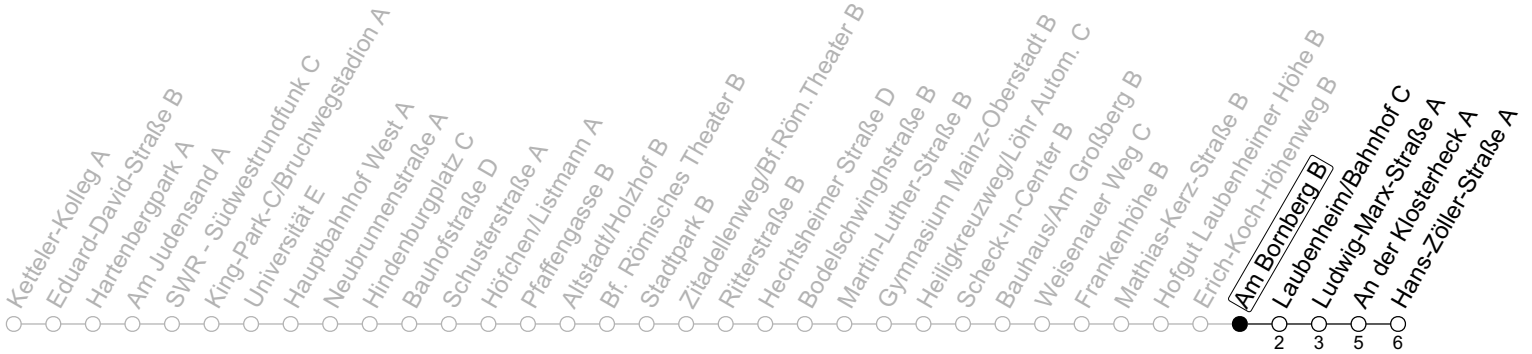 Ketteler-Kolleg A
Eduard-David-Straße B
Hartenbergpark A
Am Judensand A
SWR - Südwestrundfunk C
King-Park-C/Bruchwegstadion A
Universität E
Hauptbahnhof West A
Neubrunnenstraße A
Hindenburgplatz C
Bauhofstraße D
Schusterstraße A
Höfchen/Listmann A
Pfaffengasse B
Altstadt/Holzhof B
Bf. Römisches Theater B
Stadtpark B
Zitadellenweg/Bf.Röm.Theater B
Ritterstraße B
Hechtsheimer Straße D
Bodelschwinghstraße B
Martin-Luther-Straße B
Gymnasium Mainz-Oberstadt B
Heiligkreuzweg/Löhr Autom. C
Scheck-In-Center B
Bauhaus/Am Großberg B
Weisenauer Weg C
Frankenhöhe B
Mathias-Kerz-Straße B
Hofgut Laubenheimer Höhe B
Erich-Koch-Höhenweg B
Am Bornberg B
Laubenheim/Bahnhof C
Ludwig-Marx-Straße A
An der Klosterheck A
Hans-Zöller-Straße A
2 3 5 6